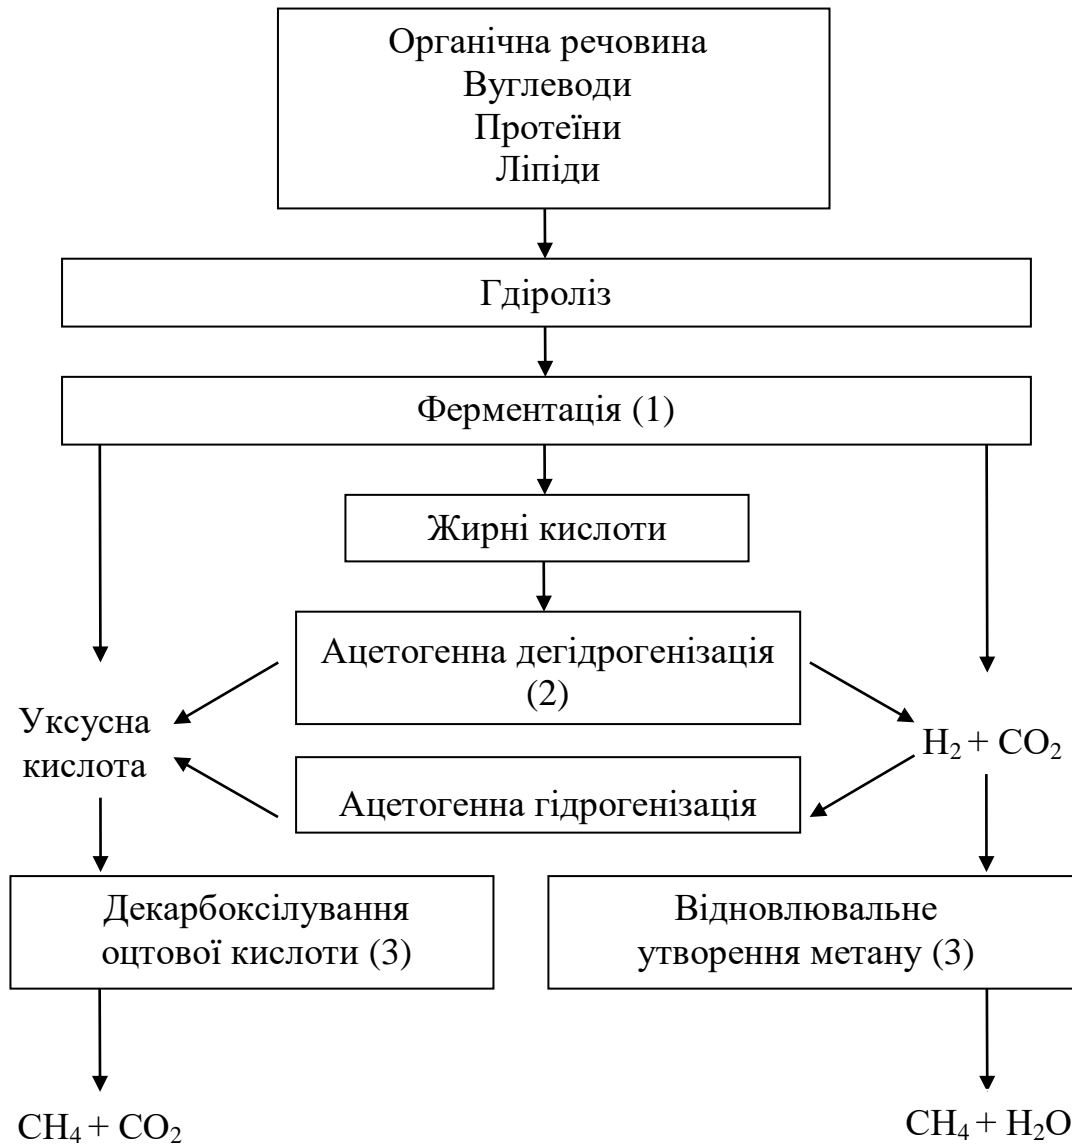 Органічна речовина
Вуглеводи
Протеїни
Ліпіди
Гдіроліз
Ферментація (1)
Жирні кислоти
Ацетогенна дегідрогенізація
(2)
Уксусна
кислота
H₂ + CO₂
Ацетогенна гідрогенізація
Декарбоксілування
оцтової кислоти (3)
Відновлювальне
утворення метану (3)
CH₄ + CO₂
CH₄ + H₂O